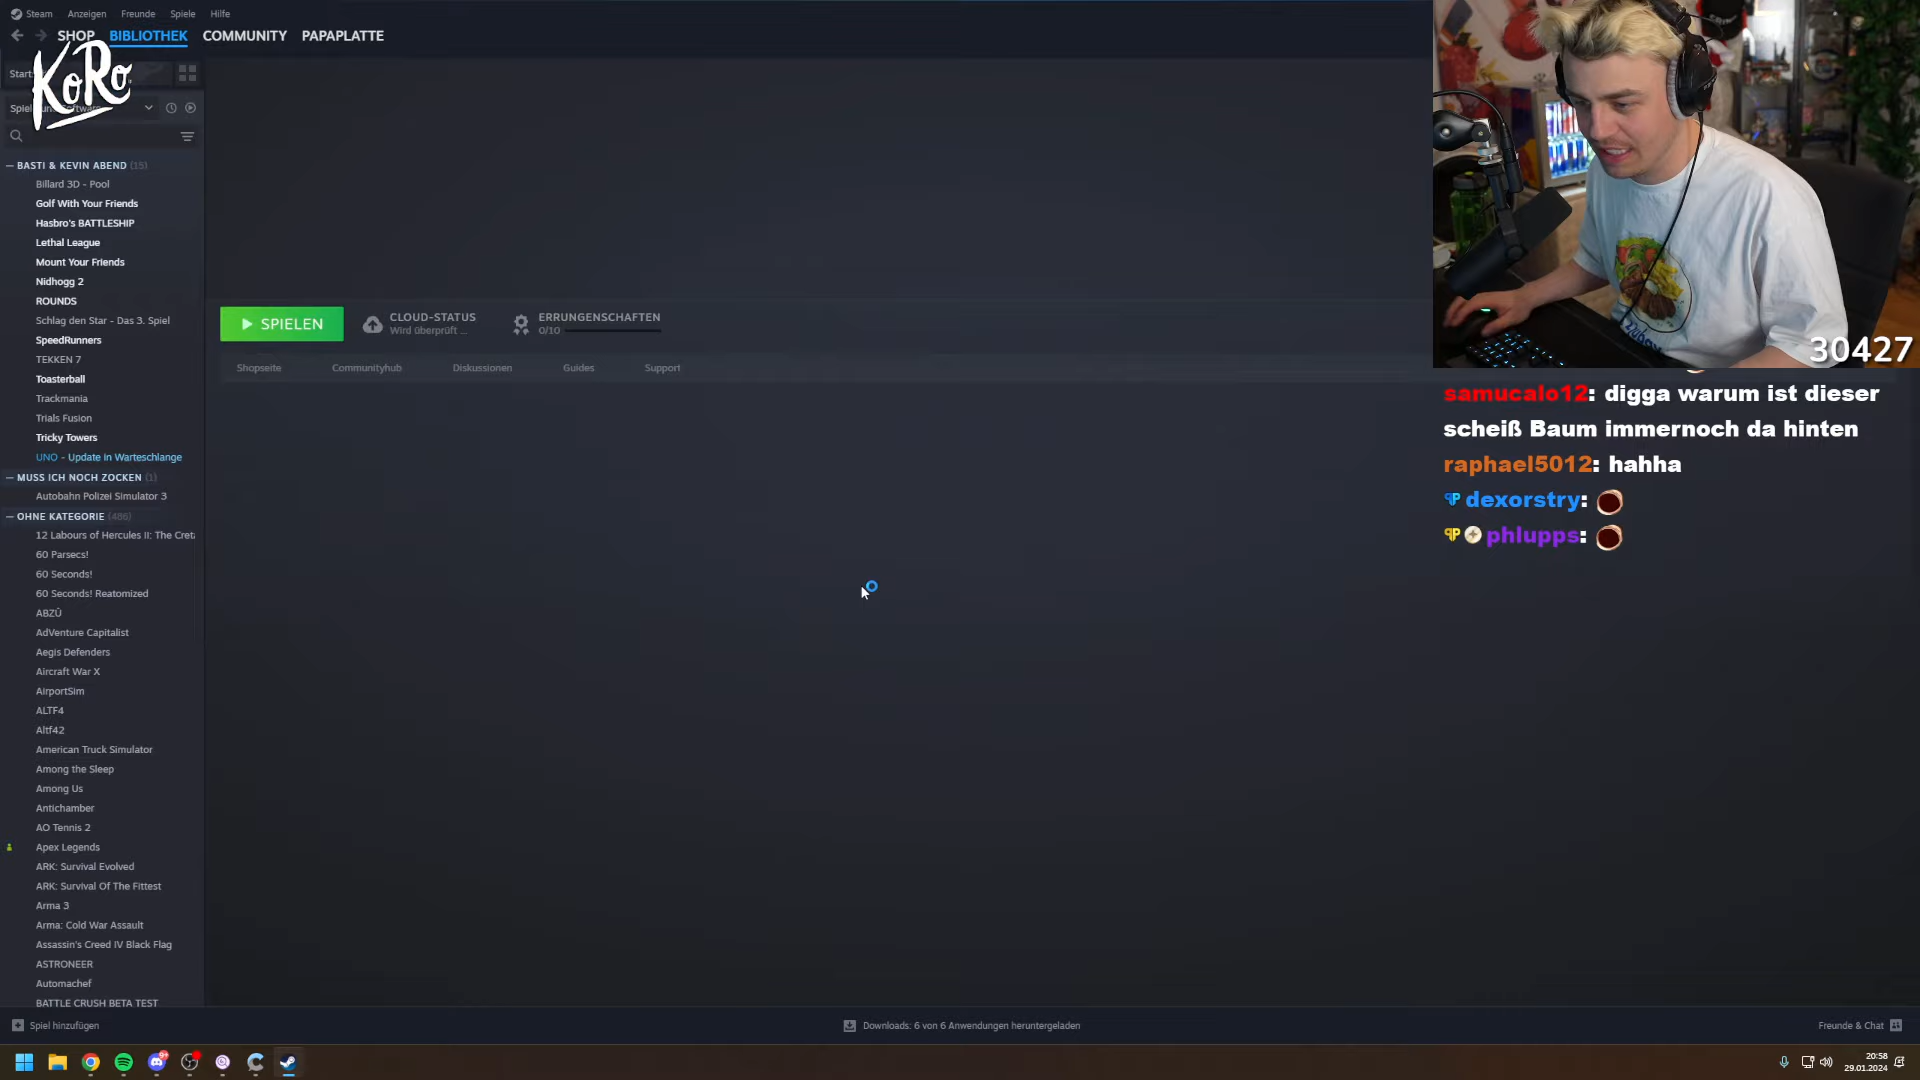 Steam Anzeigen Freunde Spiele Hilfe
SHOP BIBLIOTHEK COMMUNITY PAPAPLATTE
KoRo
BASTI & KEVIN ABEND (15)
Billard 3D - Pool
Golf With Your Friends
Hasbro's BATTLESHIP
Lethal League
Mount Your Friends
Nidhogg 2
ROUNDS
Schlag den Star - Das 3. Spiel
SpeedRunners
TEKKEN 7
Toasterball
Trackmania
Trials Fusion
Tricky Towers
UNO - Update in Warteschlange
MUSS ICH NOCH ZOCKEN (1)
Autobahn Polizei Simulator 3
OHNE KATEGORIE (486)
12 Labours of Hercules II: The Creta
60 Parsecs!
60 Seconds!
60 Seconds! Reatomized
ABZÛ
AdVenture Capitalist
Aegis Defenders
Aircraft War X
AirportSim
ALTF4
Altf42
American Truck Simulator
Among the Sleep
Among Us
Antichamber
AO Tennis 2
Apex Legends
ARK: Survival Evolved
ARK: Survival Of The Fittest
Arma 3
Arma: Cold War Assault
Assassin's Creed IV Black Flag
ASTRONEER
Automachef
BATTLE CRUSH BETA TEST
SPIELEN
CLOUD-STATUS
Wird überprüft ...
ERRUNGENSCHAFTEN
0/10
Shopseite Communityhub Diskussionen Guides Support
30427
samucalo12: digga warum ist dieser
scheiß Baum immernoch da hinten
raphael5012: hahha
dexorstry:
phlupps:
Spiel hinzufügen
Downloads: 6 von 6 Anwendungen heruntergeladen
Freunde & Chat
20:58
29.01.2024